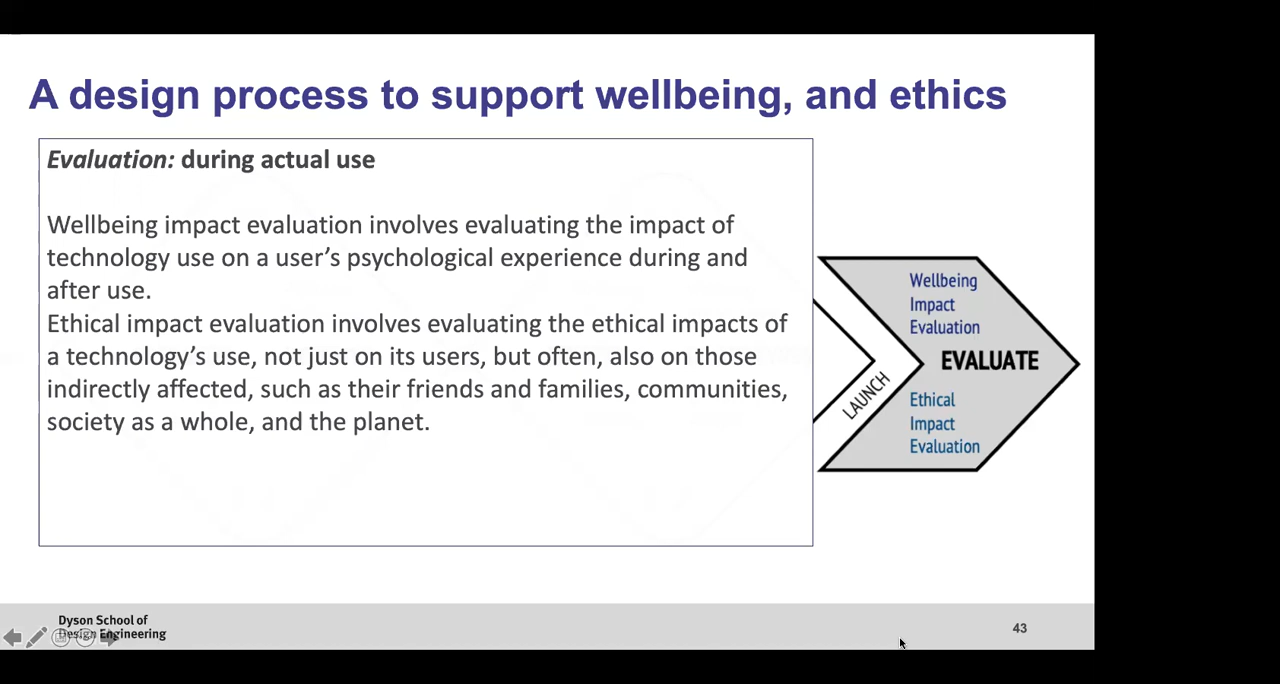 A design process to support wellbeing, and ethics
Evaluation: during actual use
Wellbeing impact evaluation involves evaluating the impact of
technology use on a user’s psychological experience during and
after use.
Ethical impact evaluation involves evaluating the ethical impacts of
a technology’s use, not just on its users, but often, also on those
indirectly affected, such as their friends and families, communities,
society as a whole, and the planet.
LAUNCH
Wellbeing
Impact
Evaluation
EVALUATE
Ethical
Impact
Evaluation
Dyson School of
Design Engineering
43